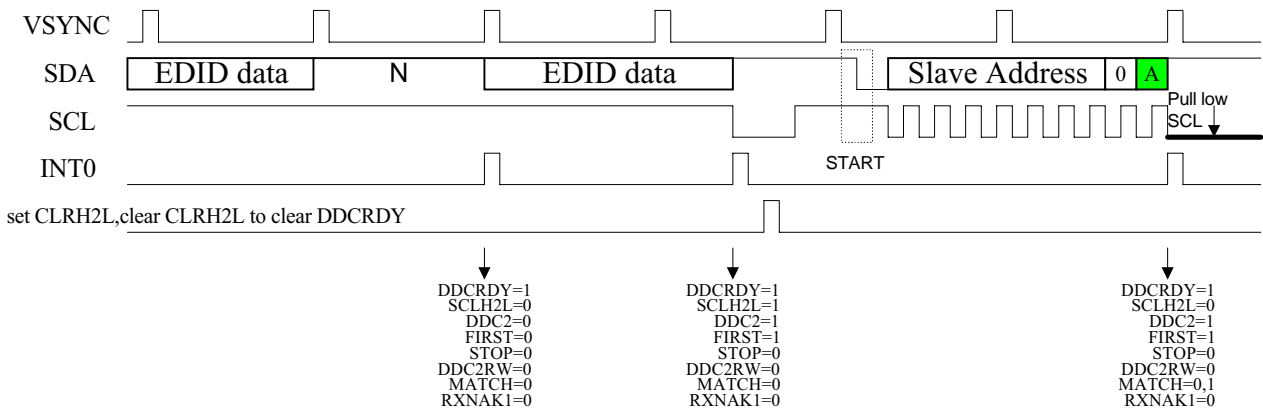 VSYNC
SDA EDID data N EDID data Slave Address 0 A
SCL Pull low
SCL
START
INT0
set CLRH2L,clear CLRH2L to clear DDCRDY
DDCRDY=1 DDCRDY=1 DDCRDY=1
SCLH2L=0 SCLH2L=1 SCLH2L=0
DDC2=0 DDC2=1 DDC2=1
FIRST=0 FIRST=1 FIRST=1
STOP=0 STOP=0 STOP=0
DDC2RW=0 DDC2RW=0 DDC2RW=0
MATCH=0 MATCH=0 MATCH=0,1
RXNAK1=0 RXNAK1=0 RXNAK1=0